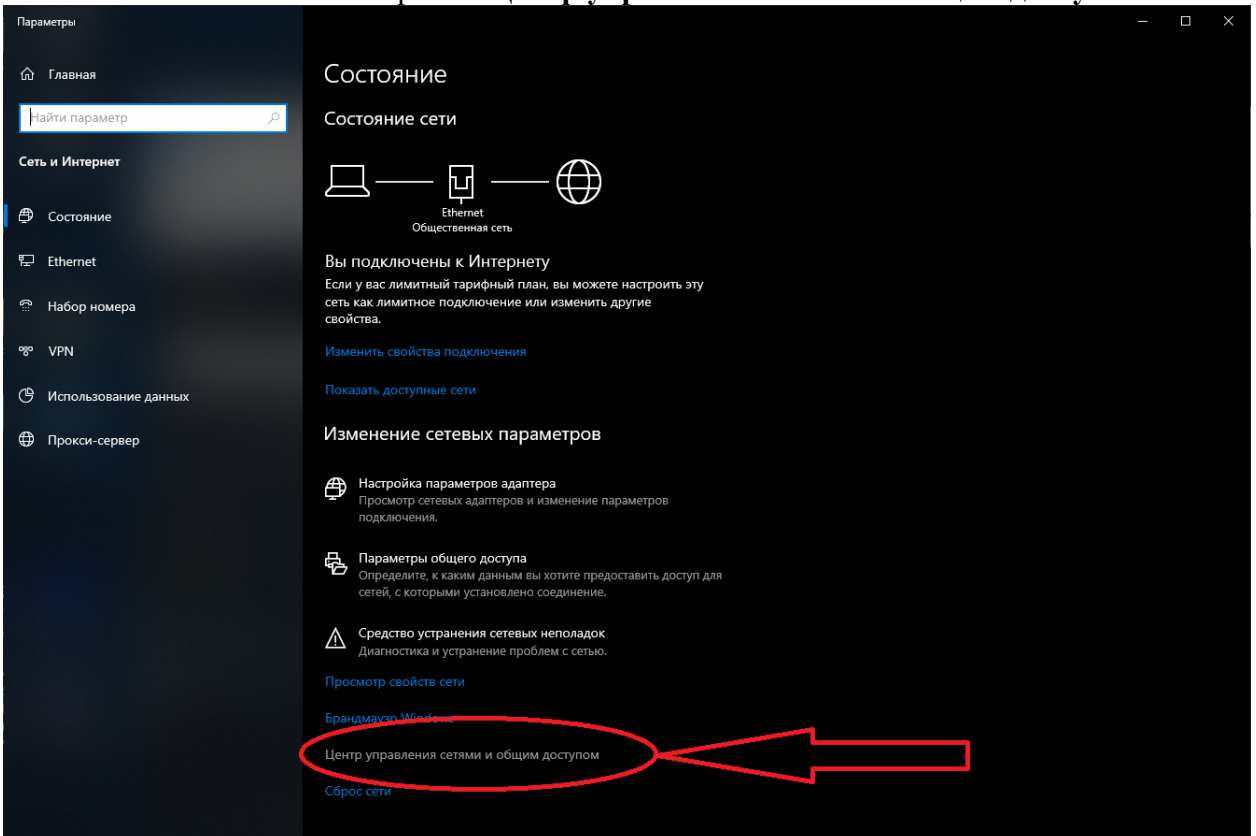 Параметры
Главная
Найти параметр
Сеть и Интернет
Состояние
Ethernet
Набор номера
VPN
Использование данных
Прокси-сервер
Состояние
Состояние сети
Ethernet
Общественная сеть
Вы подключены к Интернету
Если у вас лимитный тарифный план, вы можете настроить эту
сеть как лимитное подключение или изменить другие
свойства.
Изменить свойства подключения
Показать доступные сети
Изменение сетевых параметров
Настройка параметров адаптера
Просмотр сетевых адаптеров и изменение параметров
подключения.
Параметры общего доступа
Определите, к каким данным вы хотите предоставить доступ для
сетей, с которыми установлено соединение.
Средство устранения сетевых неполадок
Диагностика и устранение проблем с сетью.
Просмотр свойств сети
Брандмауэр Windows
Центр управления сетями и общим доступом
Сброс сети